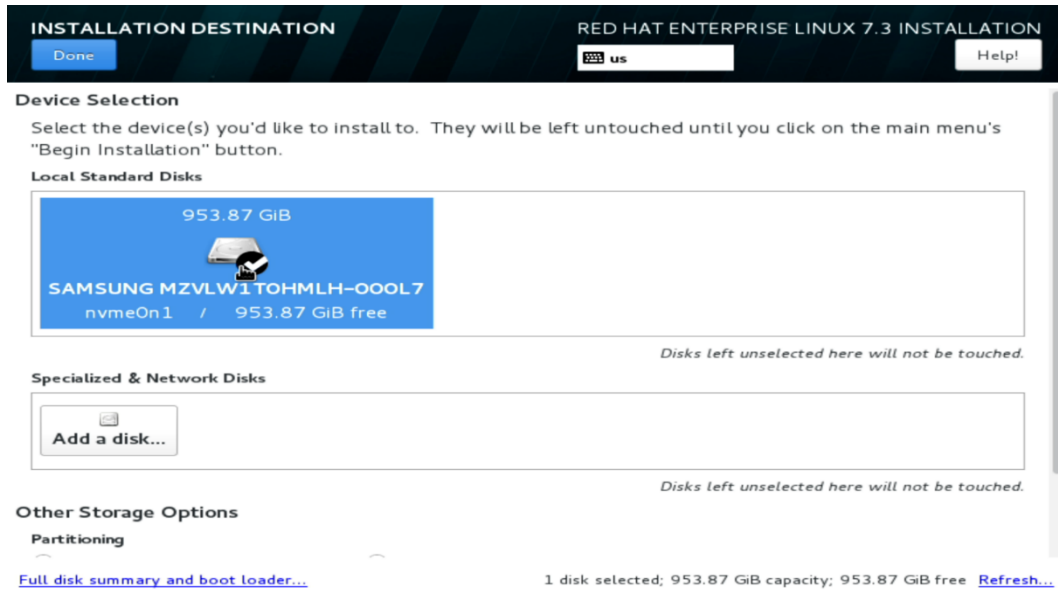 INSTALLATION DESTINATION
RED HAT ENTERPRISE LINUX 7.3 INSTALLATION
Done
us
Help!
Device Selection
Select the device(s) you'd like to install to. They will be left untouched until you click on the main menu's
"Begin Installation" button.
Local Standard Disks
953.87 GiB
SAMSUNG MZVLW1T0HMLH-000L7
nvme0n1 / 953.87 GiB free
Disks left unselected here will not be touched.
Specialized & Network Disks
Add a disk...
Disks left unselected here will not be touched.
Other Storage Options
Partitioning
Full disk summary and boot loader...
1 disk selected; 953.87 GiB capacity; 953.87 GiB free Refresh...